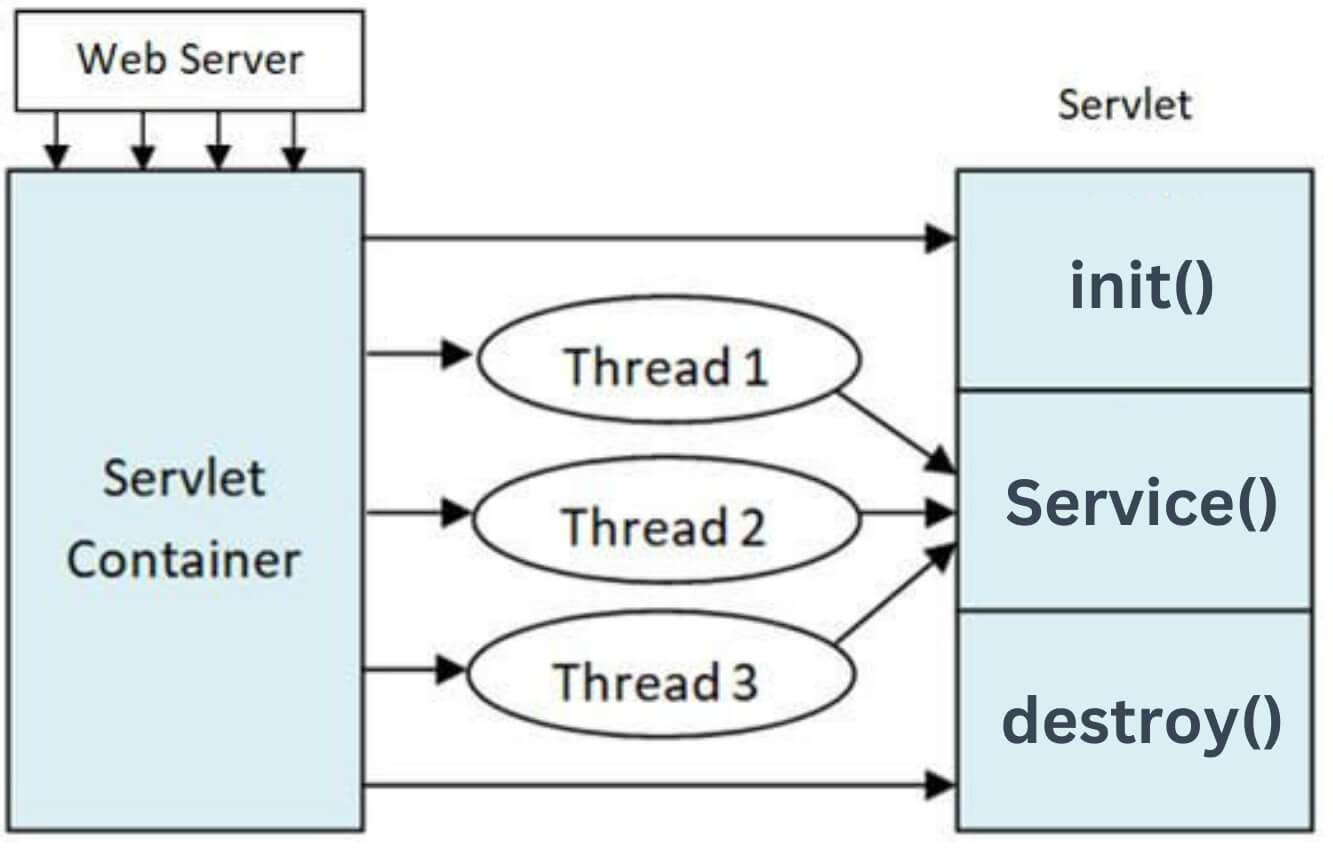 Web Server
Servlet
init()
Thread 1
Servlet
Container
Thread 2
Service()
Thread 3
destroy()